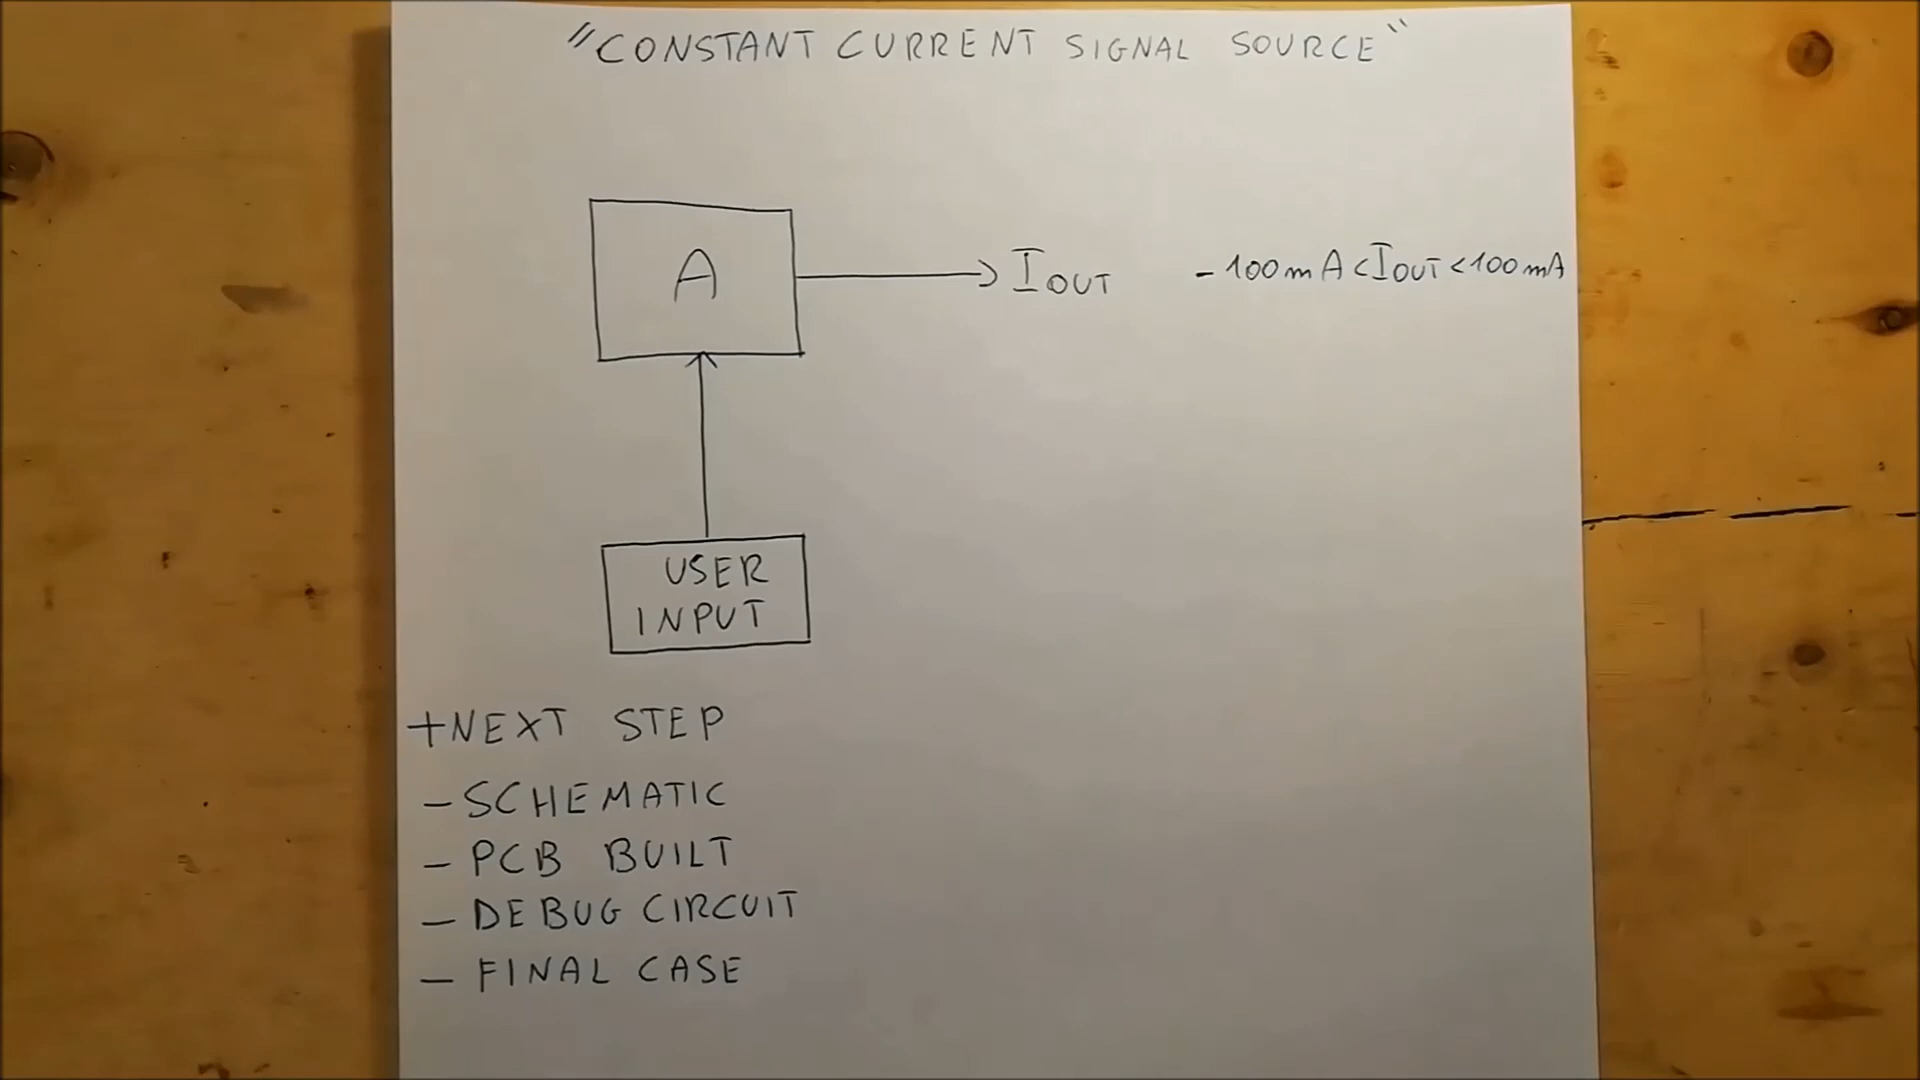 "CONSTANT CURRENT SIGNAL SOURCE"
A
IOUT
-100mA<IOUT<100mA
USER
INPUT
+NEXT STEP
- SCHEMATIC
- PCB BUILT
- DEBUG CIRCUIT
- FINAL CASE